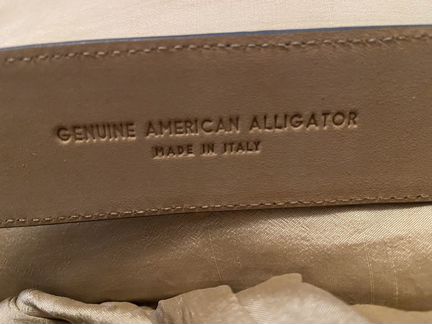 GENUINE AMERICAN ALLIGATOR
MADE IN ITALY